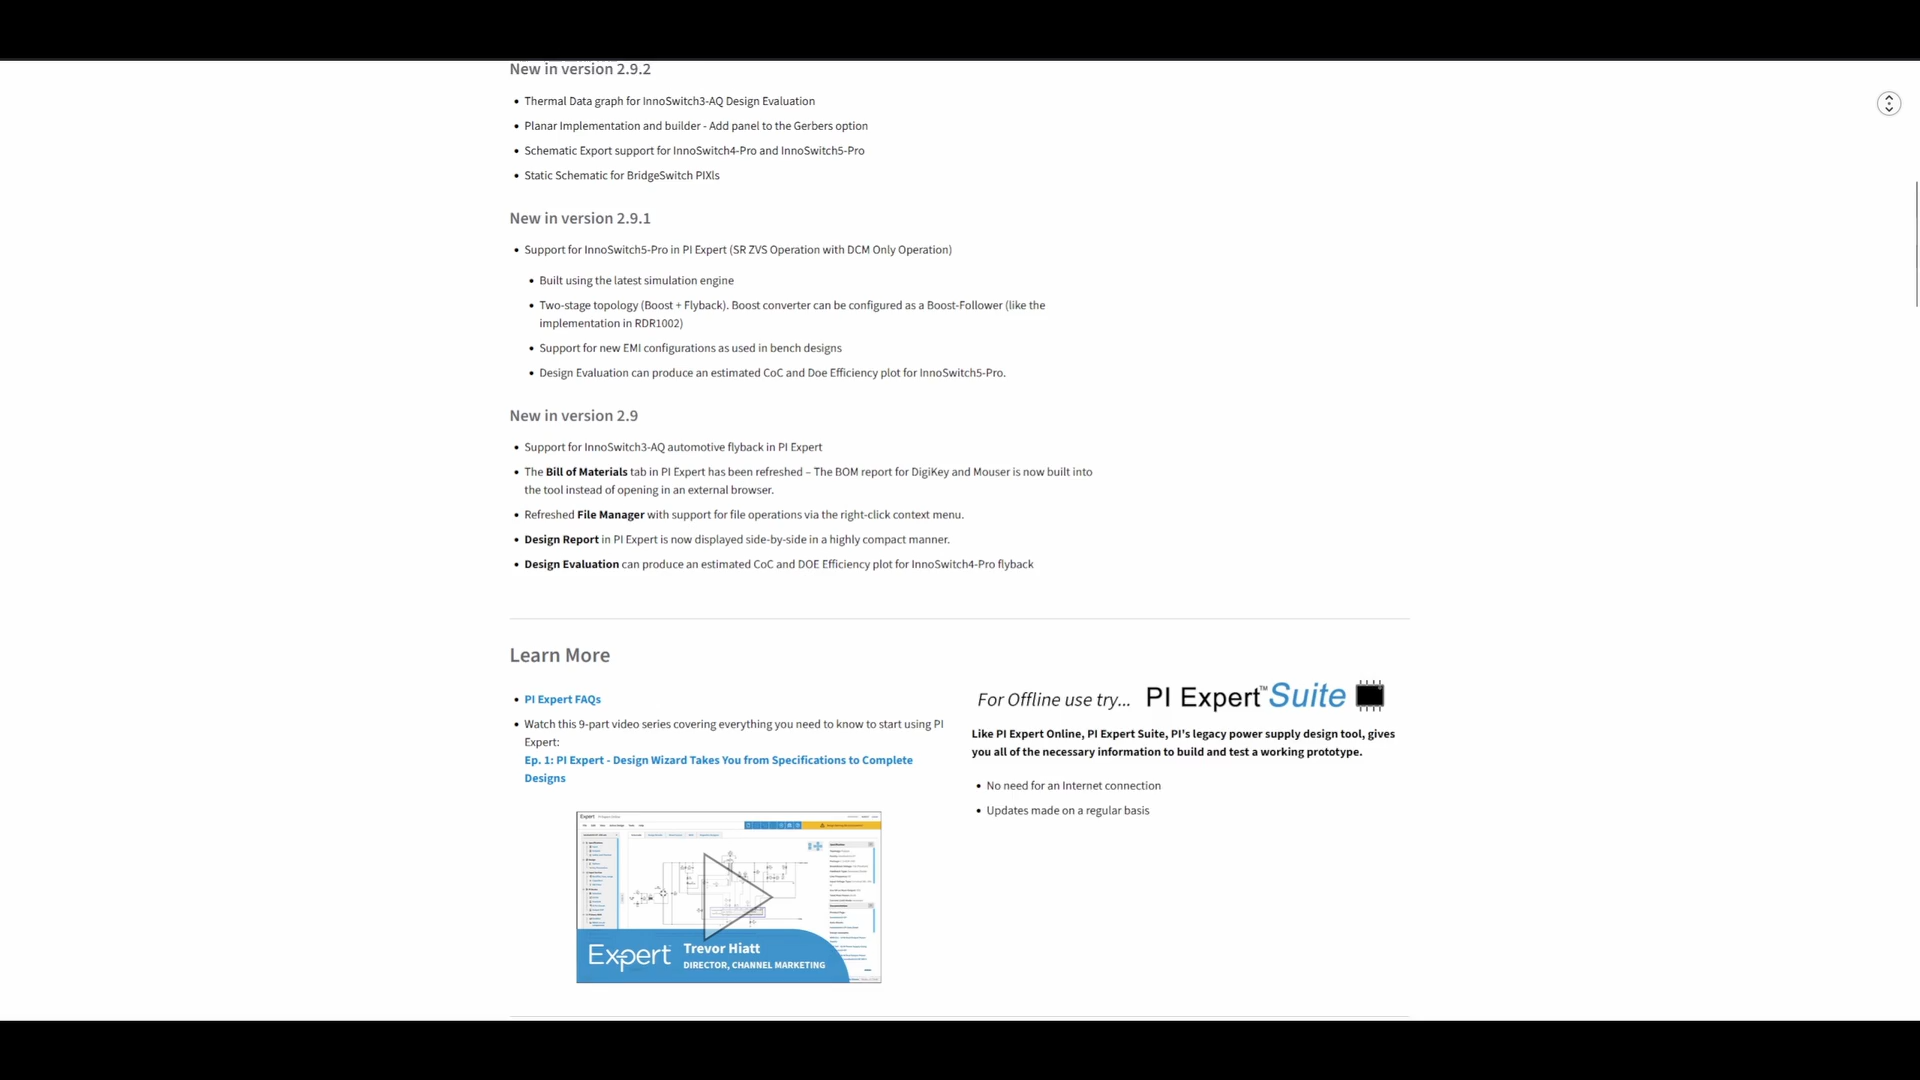 New in version 2.9.2
• Thermal Data graph for InnoSwitch3-AQ Design Evaluation
• Planar Implementation and builder - Add panel to the Gerbers option
• Schematic Export support for InnoSwitch4-Pro and InnoSwitch5-Pro
• Static Schematic for BridgeSwitch PIXls
New in version 2.9.1
• Support for InnoSwitch5-Pro in PI Expert (SR ZVS Operation with DCM Only Operation)
• Built using the latest simulation engine
• Two-stage topology (Boost + Flyback). Boost converter can be configured as a Boost-Follower (like the
implementation in RDR1002)
• Support for new EMI configurations as used in bench designs
• Design Evaluation can produce an estimated CoC and Doe Efficiency plot for InnoSwitch5-Pro.
New in version 2.9
• Support for InnoSwitch3-AQ automotive flyback in PI Expert
• The Bill of Materials tab in PI Expert has been refreshed – The BOM report for DigiKey and Mouser is now built into
the tool instead of opening in an external browser.
• Refreshed File Manager with support for file operations via the right-click context menu.
• Design Report in PI Expert is now displayed side-by-side in a highly compact manner.
• Design Evaluation can produce an estimated CoC and DOE Efficiency plot for InnoSwitch4-Pro flyback
Learn More
• PI Expert FAQs
• Watch this 9-part video series covering everything you need to know to start using PI
Expert:
Ep. 1: PI Expert - Design Wizard Takes You from Specifications to Complete
Designs
Expert
Expert
Trevor Hiatt
DIRECTOR, CHANNEL MARKETING
For Offline use try... PI Expert™ Suite
Like PI Expert Online, PI Expert Suite, PI's legacy power supply design tool, gives
you all of the necessary information to build and test a working prototype.
• No need for an Internet connection
• Updates made on a regular basis